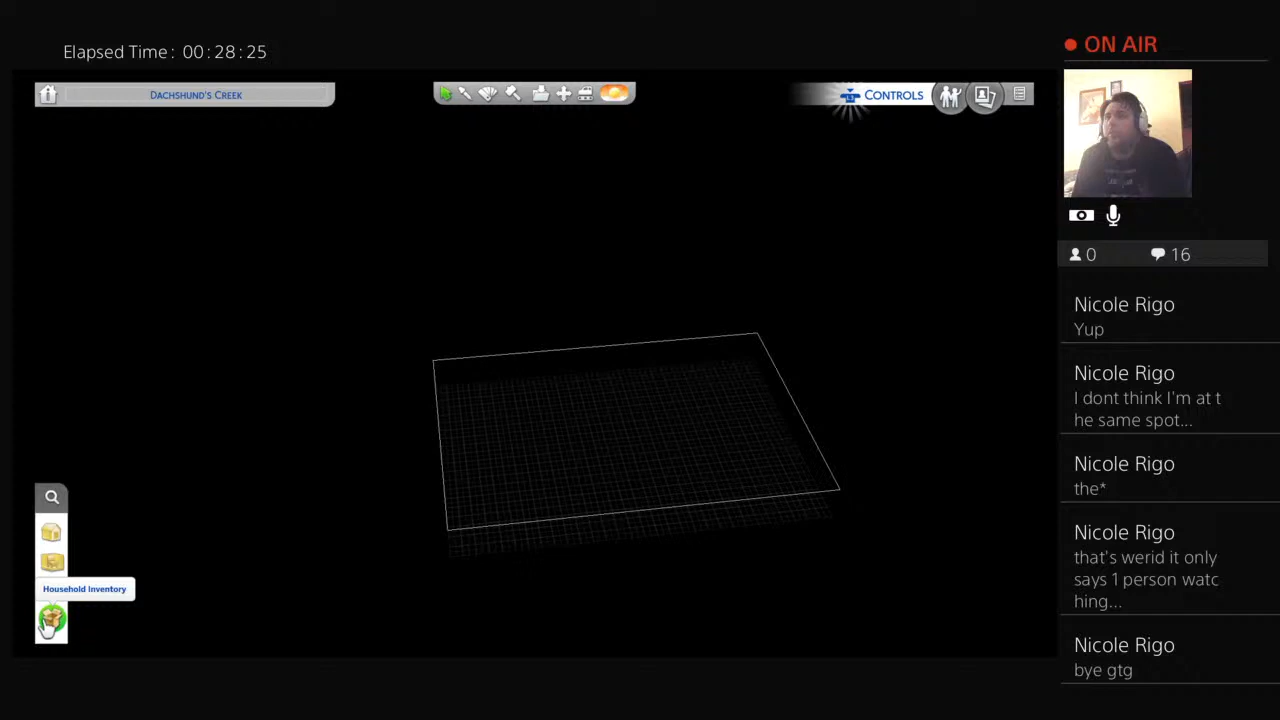 Elapsed Time: 00:28:25
ON AIR
DACHSHUND'S CREEK
CONTROLS
0 16
Nicole Rigo
Yup
Nicole Rigo
I dont think I'm at t
he same spot...
Nicole Rigo
the*
Nicole Rigo
that's werid it only
says 1 person watc
hing...
Household Inventory
Nicole Rigo
bye gtg